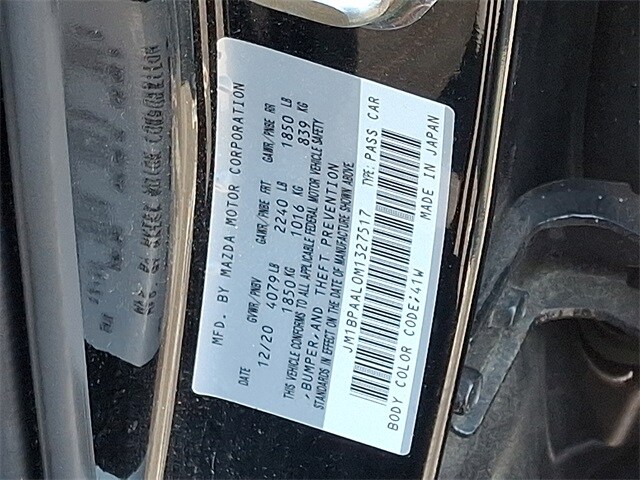 MFD. BY MAZDA MOTOR CORPORATION
DATE GVWR/PNBV GAWR/PNBE FRT GAWR/PNBE RR
12/20 4079LB 2240 LB 1850 LB
1850KG 1016 KG 839 KG
THIS VEHICLE CONFORMS TO ALL APPLICABLE FEDERAL MOTOR VEHICLE SAFETY
,BUMPER,AND THEFT PREVENTION
STANDARDS IN EFFECT ON THE DATE OF MANUFACTURE SHOWN ABOVE
JM1BPAAL0M1327517 TYPE: PASS CAR
BODY COLOR CODE:41W MADE IN JAPAN